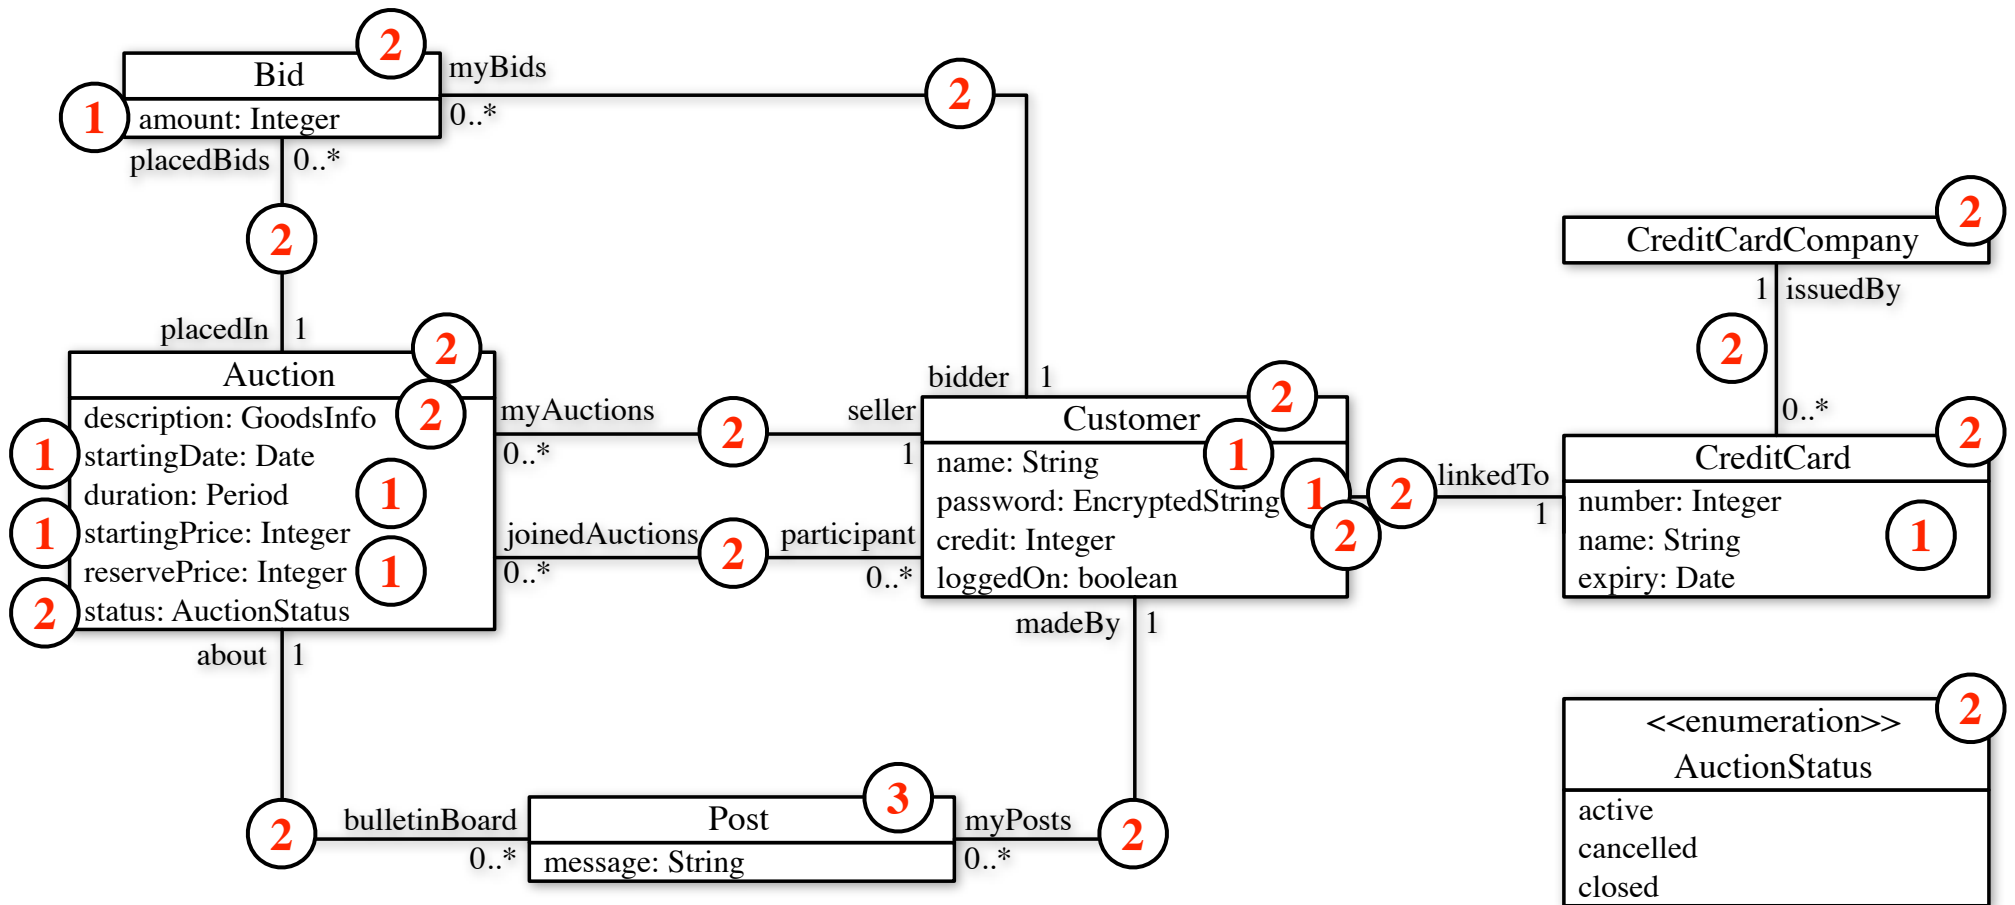 2
Bid
myBids
2
1
amount: Integer
0..*
placedBids 0..*
2
2
CreditCardCompany
1 issuedBy
placedIn 1
2
2
Auction
bidder 1
2
description: GoodsInfo
2
myAuctions
2
seller
Customer
0..*
2
1
startingDate: Date
0..*
1
name: String
1
CreditCard
duration: Period
1
password: EncryptedString
1
2
linkedTo
number: Integer
1
startingPrice: Integer
joinedAuctions
2
participant
credit: Integer
2
1
name: String
1
reservePrice: Integer
1
0..*
0..*
loggedOn: boolean
expiry: Date
2
status: AuctionStatus
about 1
madeBy 1
2
<<enumeration>>
AuctionStatus
active
cancelled
closed
3
2
bulletinBoard
Post
myPosts
2
0..*
message: String
0..*